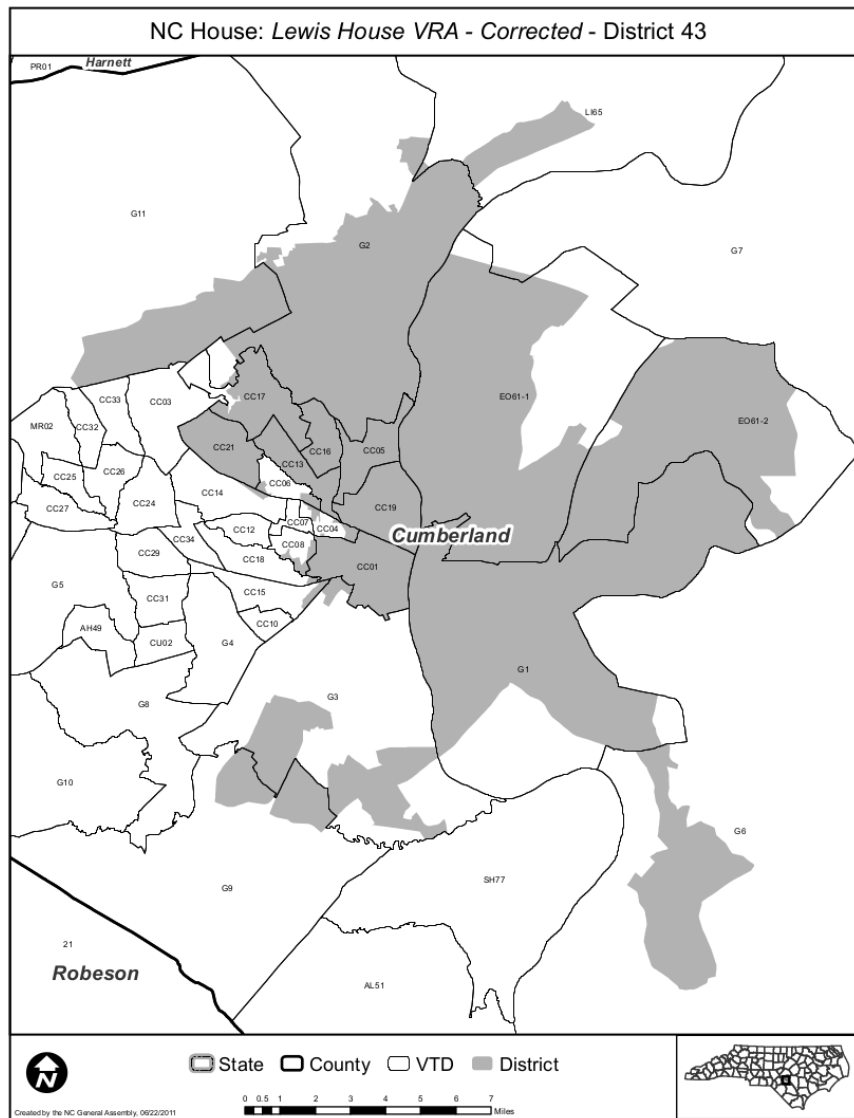 NC House: Lewis House VRA - Corrected - District 43
PR01
Harnett
LI65
G11
G2
G7
CC33
CC03
CC17
EO61-1
MR02
CC32
EO61-2
CC21
CC16
CC05
CC26
CC13
CC25
CC06
CC14
CC27
CC24
CC19
CC07
CC12
CC04
Cumberland
CC34
CC08
CC29
CC18
CC01
G5
CC15
CC31
AH49
CC10
CU02
G4
G1
G3
G8
G10
G6
G9
SH77
21
Robeson
AL51
N
State County VTD District
0 0.5 1 2 3 4 5 6 7
Miles
Created by the NC General Assembly, 06/22/2011